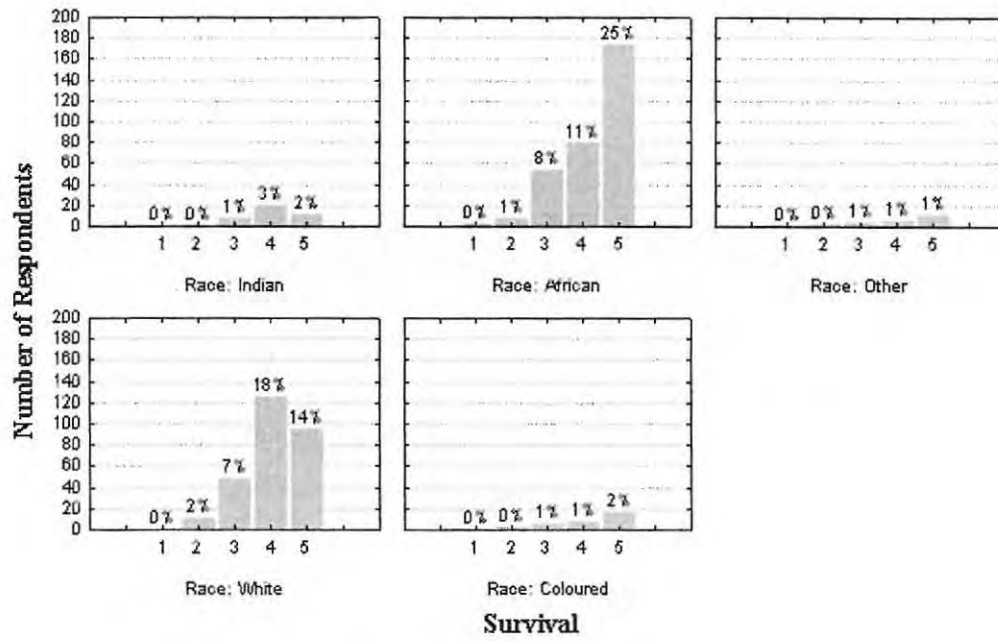 Number of Respondents
200
180
160
140
120
100
80
60
40
20
0
0% 0% 1% 3% 2%
1 2 3 4 5
Race: Indian
0% 1% 8% 11% 25%
1 2 3 4 5
Race: African
0% 0% 1% 1% 1%
1 2 3 4 5
Race: Other
200
180
160
140
120
100
80
60
40
20
0
0% 2% 7% 18% 14%
1 2 3 4 5
Race: White
0% 0% 1% 1% 2%
1 2 3 4 5
Race: Coloured
Survival